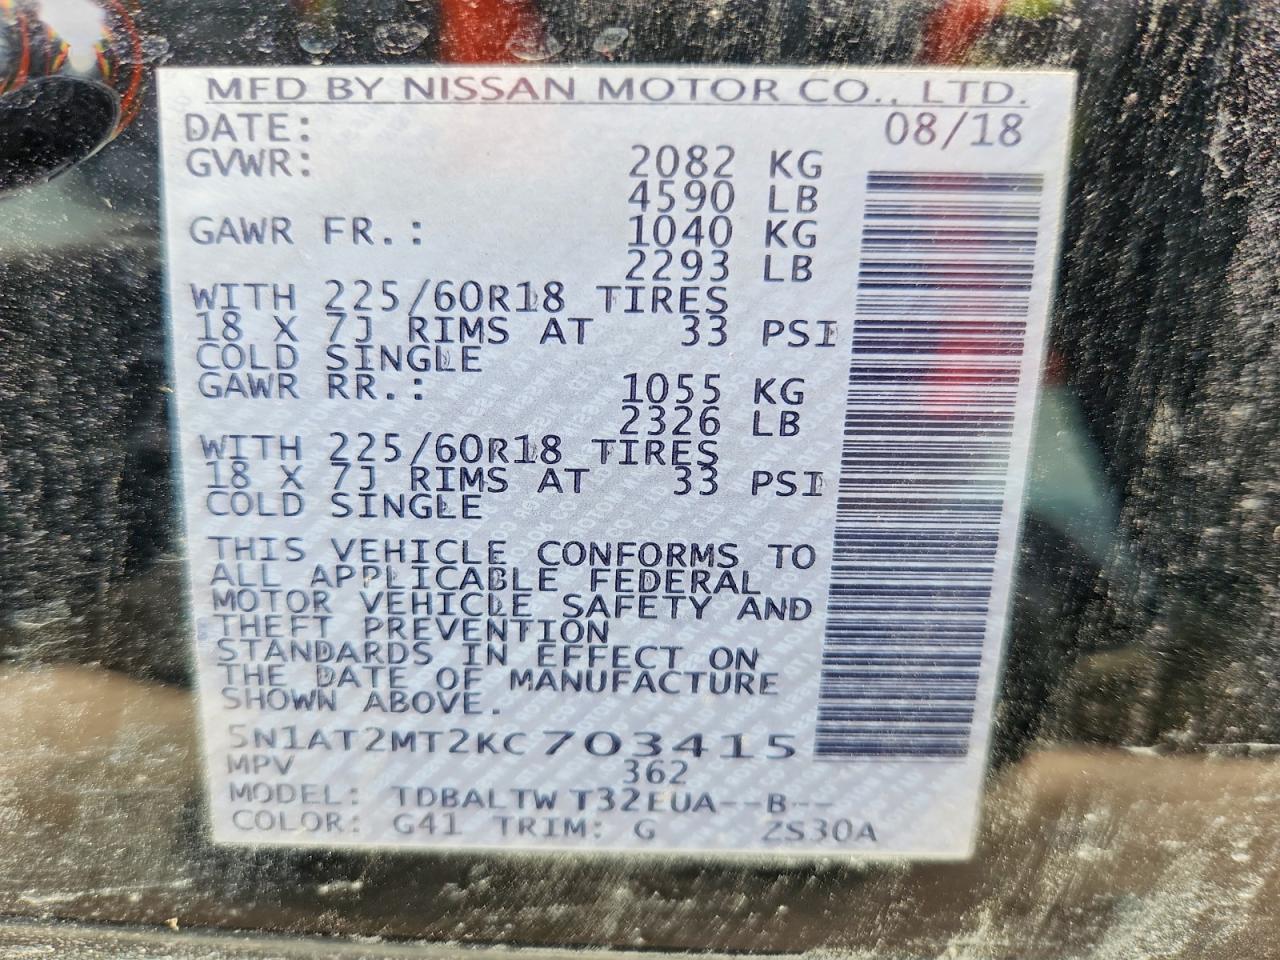 MFD BY NISSAN MOTOR CO., LTD.
DATE: 08/18
GVWR: 2082 KG
4590 LB
GAWR FR.: 1040 KG
2293 LB
WITH 225/60R18 TIRES
18 X 7J RIMS AT 33 PSI
COLD SINGLE
GAWR RR.: 1055 KG
2326 LB
WITH 225/60R18 TIRES
18 X 7J RIMS AT 33 PSI
COLD SINGLE
THIS VEHICLE CONFORMS TO
ALL APPLICABLE FEDERAL
MOTOR VEHICLE SAFETY AND
THEFT PREVENTION
STANDARDS IN EFFECT ON
THE DATE OF MANUFACTURE
SHOWN ABOVE.
5N1AT2MT2KC703415
MPV 362
MODEL: TDBALTW T32EUA--B--
COLOR: G41 TRIM: G ZS30A